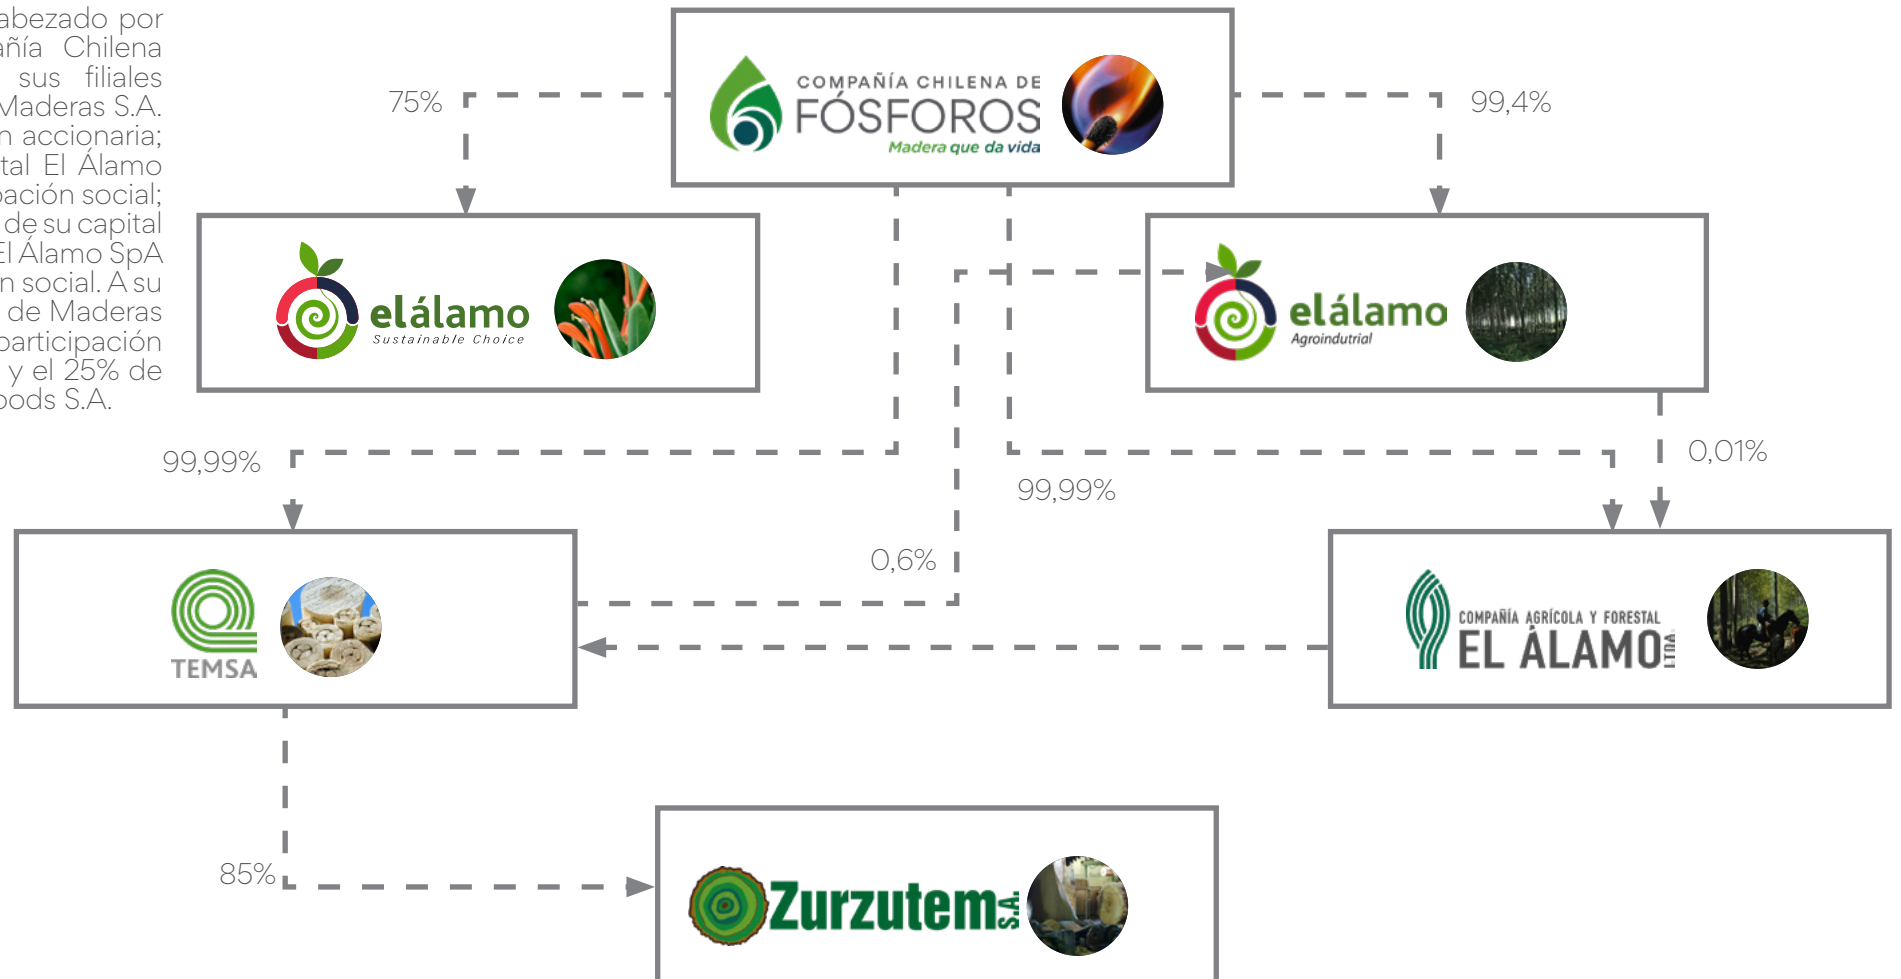 abezado por
añía Chilena
sus filiales
Maderas S.A.
n accionaria;
tal El Álamo
pación social;
de su capital
El Álamo SpA
n social. A su
de Maderas
participación
y el 25% de
oods S.A.
COMPAÑÍA CHILENA DE
FÓSFOROS
Madera que da vida
75%
99,4%
elálamo
Sustainable Choice
elálamo
Agroindutrial
99,99%
99,99%
0,01%
0,6%
TEMSA
COMPAÑÍA AGRÍCOLA Y FORESTAL
EL ÁLAMO LTDA.
85%
Zurzutem S.A.